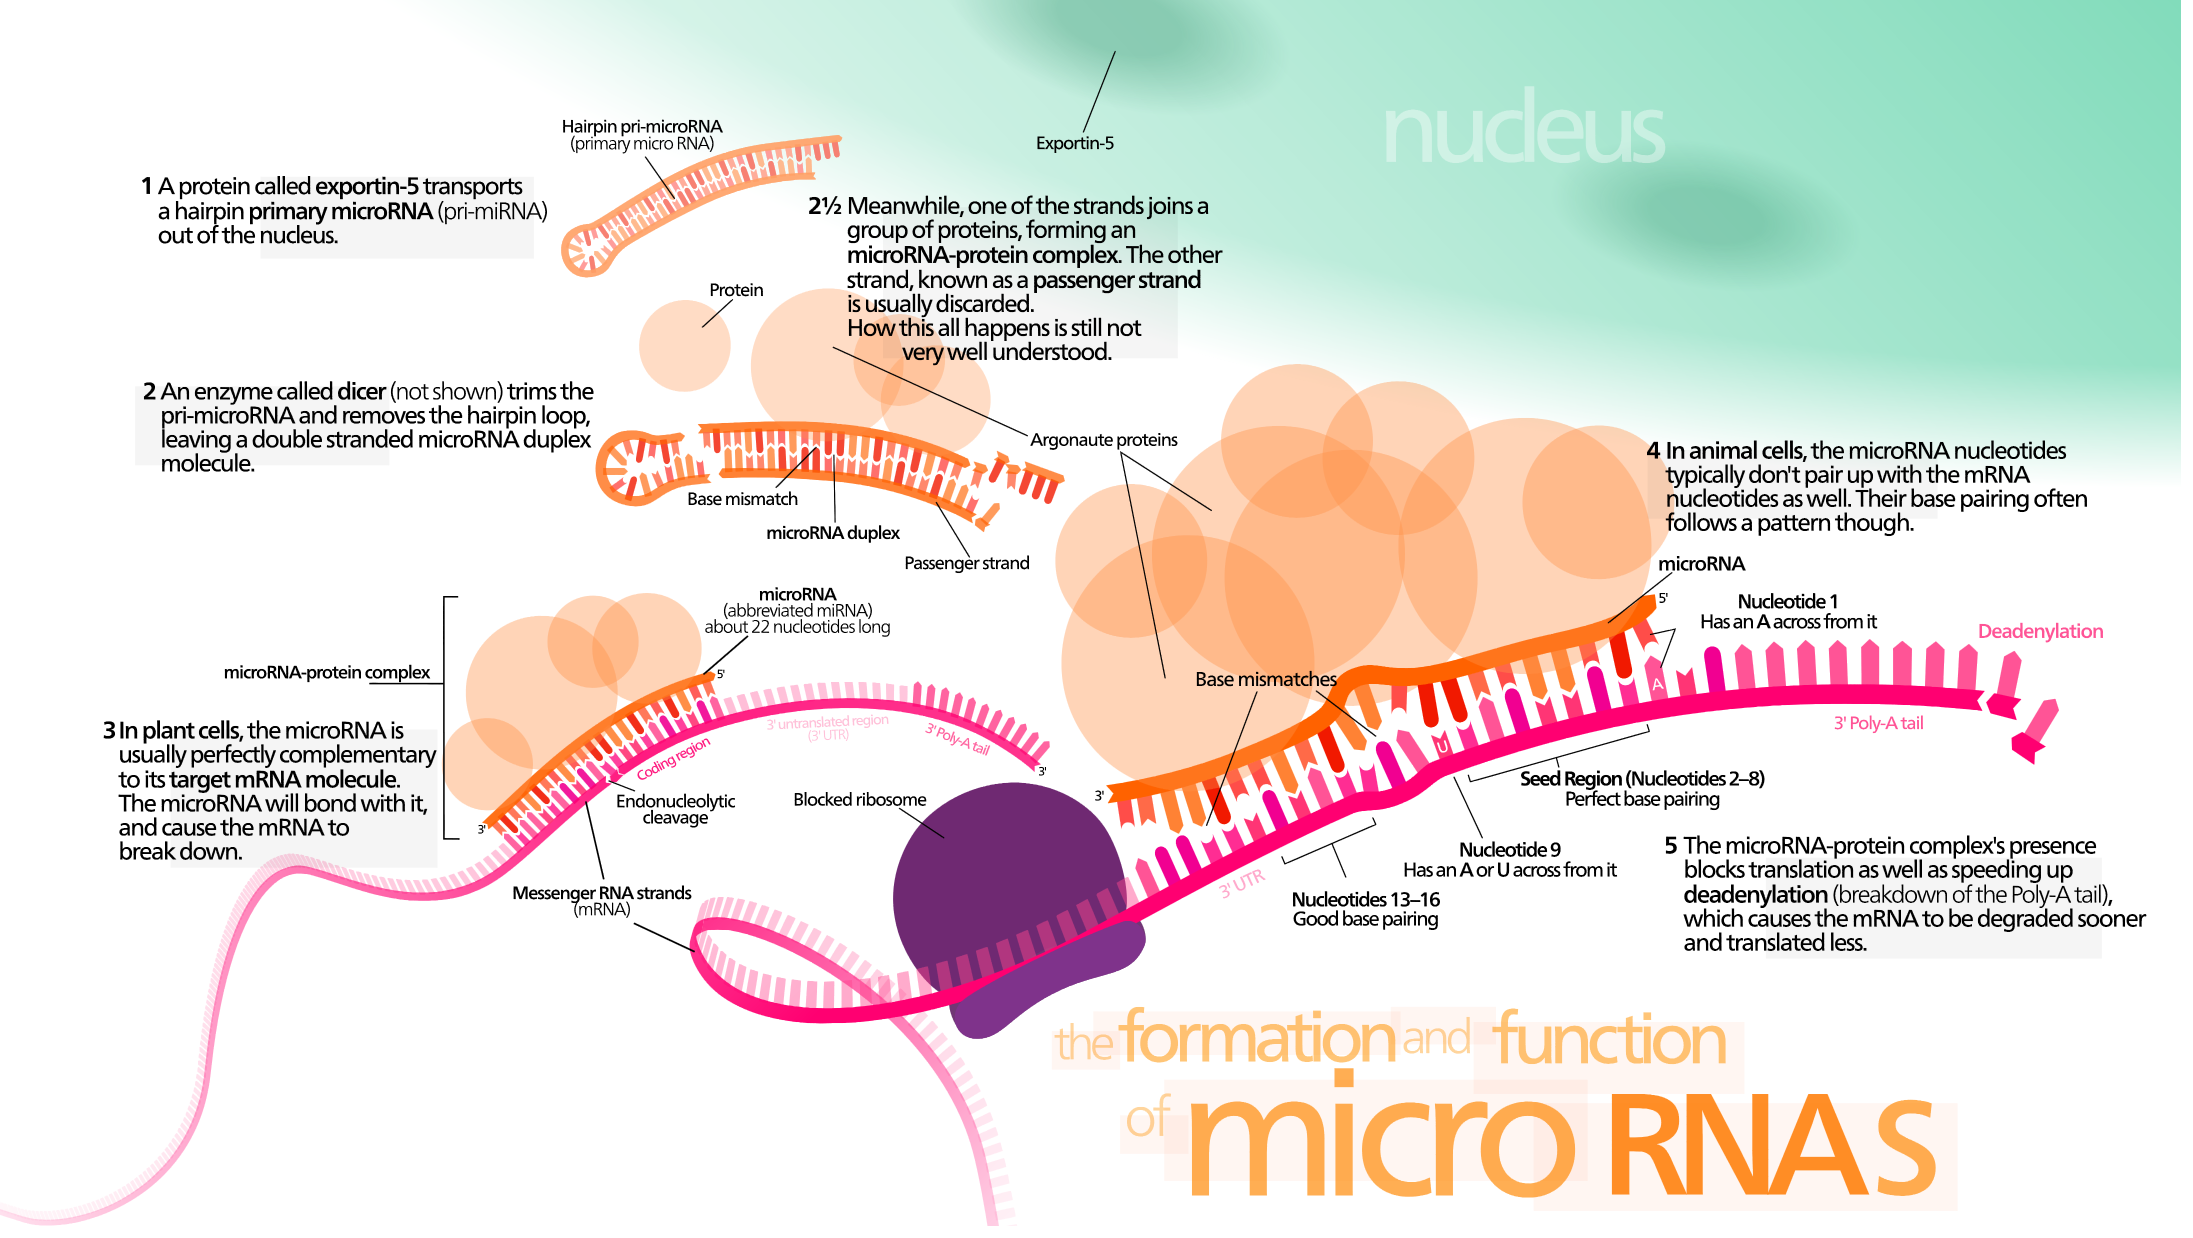 nucleus
Exportin-5
Hairpin pri-microRNA
(primary micro RNA)
1 A protein called exportin-5 transports
a hairpin primary microRNA (pri-miRNA)
out of the nucleus.
2½ Meanwhile, one of the strands joins a
group of proteins, forming an
microRNA-protein complex. The other
strand, known as a passenger strand
is usually discarded.
How this all happens is still not
very well understood.
Protein
2 An enzyme called dicer (not shown) trims the
pri-microRNA and removes the hairpin loop,
leaving a double stranded microRNA duplex
molecule.
Argonaute proteins
Base mismatch
microRNA duplex
Passenger strand
4 In animal cells, the microRNA nucleotides
typically don't pair up with the mRNA
nucleotides as well. Their base pairing often
follows a pattern though.
microRNA
5'
Nucleotide 1
Has an A across from it
Deadenylation
microRNA
(abbreviated miRNA)
about 22 nucleotides long
microRNA-protein complex
5'
3 In plant cells, the microRNA is
usually perfectly complementary
to its target mRNA molecule.
The microRNA will bond with it,
and cause the mRNA to
break down.
3'
Coding region
3' untranslated region
(3' UTR)
3' Poly-A tail
3'
Endonucleolytic
cleavage
Blocked ribosome
Messenger RNA strands
(mRNA)
Base mismatches
3'
A
U
3' Poly-A tail
Seed Region (Nucleotides 2–8)
Perfect base pairing
Nucleotide 9
Has an A or U across from it
3' UTR
Nucleotides 13–16
Good base pairing
5 The microRNA-protein complex's presence
blocks translation as well as speeding up
deadenylation (breakdown of the Poly-A tail),
which causes the mRNA to be degraded sooner
and translated less.
the formation and function
of micro RNAs